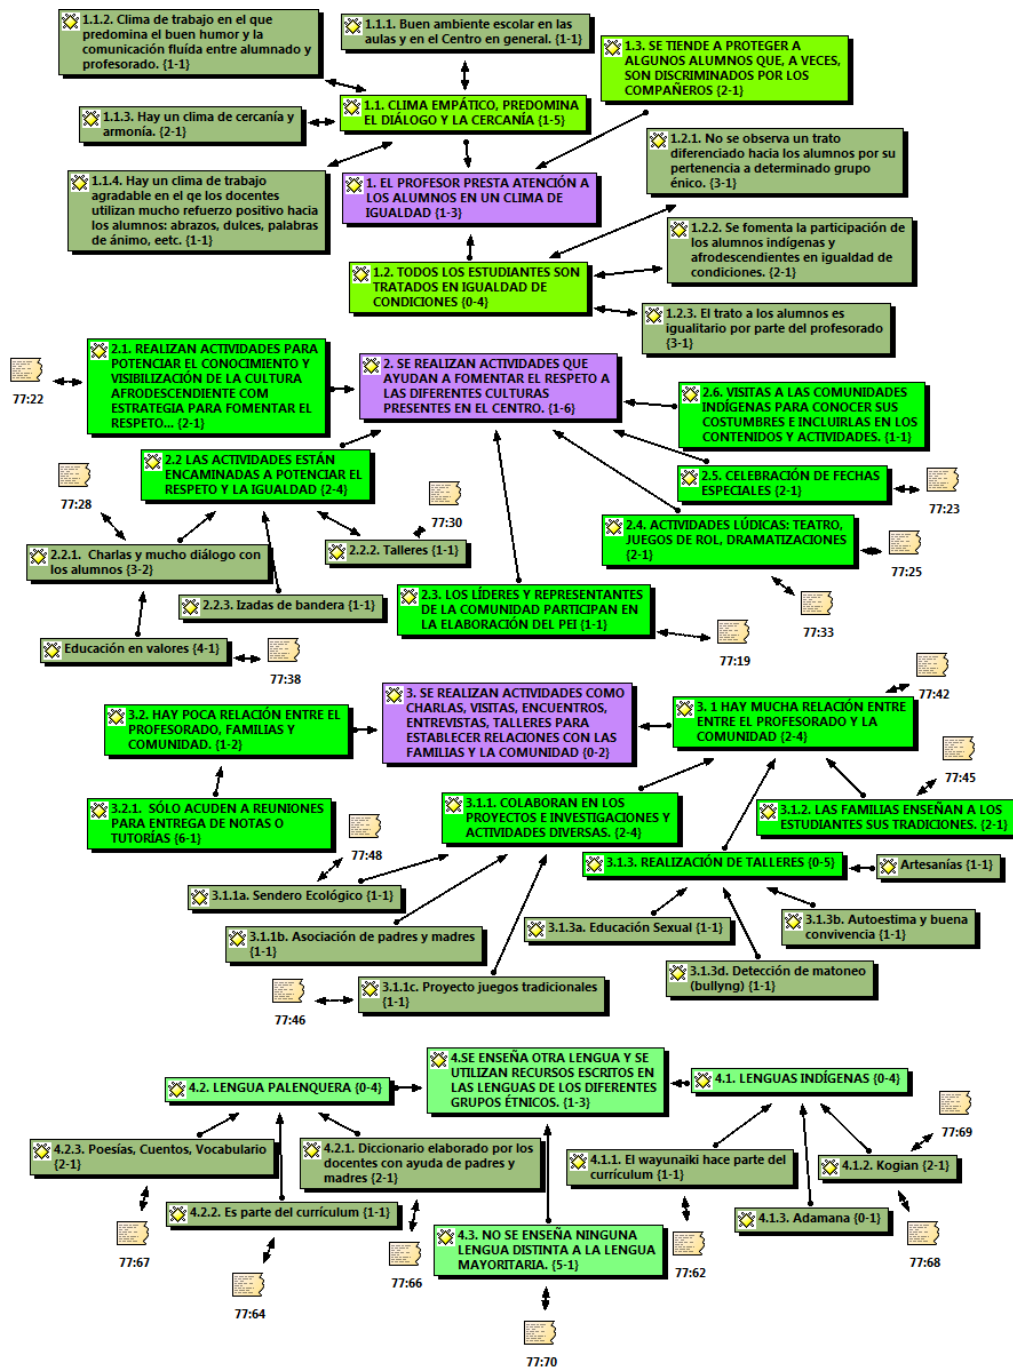 1.1.2. Clima de trabajo en el que
predomina el buen humor y la
comunicación fluída entre alumnado y
profesorado. {1-1}
1.1.1. Buen ambiente escolar en las
aulas y en el Centro en general. {1-1}
1.3. SE TIENDE A PROTEGER A
ALGUNOS ALUMNOS QUE, A VECES,
SON DISCRIMINADOS POR LOS
COMPAÑEROS {2-1}
1.1.3. Hay un clima de cercanía y
armonía. {2-1}
1.1. CLIMA EMPÁTICO, PREDOMINA
EL DIÁLOGO Y LA CERCANÍA {1-5}
1.2.1. No se observa un trato
diferenciado hacia los alumnos por su
pertenencia a determinado grupo
énico. {3-1}
1.1.4. Hay un clima de trabajo
agradable en el qe los docentes
utilizan mucho refuerzo positivo hacia
los alumnos: abrazos, dulces, palabras
de ánimo, eetc. {1-1}
1. EL PROFESOR PRESTA ATENCIÓN A
LOS ALUMNOS EN UN CLIMA DE
IGUALDAD {1-3}
1.2.2. Se fomenta la participación de
los alumnos indígenas y
afrodescendientes en igualdad de
condiciones. {2-1}
1.2. TODOS LOS ESTUDIANTES SON
TRATADOS EN IGUALDAD DE
CONDICIONES {0-4}
1.2.3. El trato a los alumnos es
igualitario por parte del profesorado
{3-1}
77:22
2.1. REALIZAN ACTIVIDADES PARA
POTENCIAR EL CONOCIMIENTO Y
VISIBILIZACIÓN DE LA CULTURA
AFRODESCENDIENTE COM
ESTRATEGIA PARA FOMENTAR EL
RESPETO... {2-1}
2. SE REALIZAN ACTIVIDADES QUE
AYUDAN A FOMENTAR EL RESPETO A
LAS DIFERENTES CULTURAS
PRESENTES EN EL CENTRO. {1-6}
2.6. VISITAS A LAS COMUNIDADES
INDÍGENAS PARA CONOCER SUS
COSTUMBRES E INCLUIRLAS EN LOS
CONTENIDOS Y ACTIVIDADES. {1-1}
2.2 LAS ACTIVIDADES ESTÁN
ENCAMINADAS A POTENCIAR EL
RESPETO Y LA IGUALDAD {2-4}
2.5. CELEBRACIÓN DE FECHAS
ESPECIALES {2-1}
77:23
77:28
77:30
2.4. ACTIVIDADES LÚDICAS: TEATRO,
JUEGOS DE ROL, DRAMATIZACIONES
{2-1}
77:25
2.2.1. Charlas y mucho diálogo con
los alumnos {3-2}
2.2.2. Talleres {1-1}
2.2.3. Izadas de bandera {1-1}
2.3. LOS LÍDERES Y REPRESENTANTES
DE LA COMUNIDAD PARTICIPAN EN
LA ELABORACIÓN DEL PEI {1-1}
77:33
Educación en valores {4-1}
77:38
77:19
77:42
3.2. HAY POCA RELACIÓN ENTRE EL
PROFESORADO, FAMILIAS Y
COMUNIDAD. {1-2}
3. SE REALIZAN ACTIVIDADES COMO
CHARLAS, VISITAS, ENCUENTROS,
ENTREVISTAS, TALLERES PARA
ESTABLECER RELACIONES CON LAS
FAMILIAS Y LA COMUNIDAD {0-2}
3. 1 HAY MUCHA RELACIÓN ENTRE
ENTRE EL PROFESORADO Y LA
COMUNIDAD {2-4}
77:45
3.2.1. SÓLO ACUDEN A REUNIONES
PARA ENTREGA DE NOTAS O
TUTORÍAS {6-1}
3.1.1. COLABORAN EN LOS
PROYECTOS E INVESTIGACIONES Y
ACTIVIDADES DIVERSAS. {2-4}
3.1.2. LAS FAMILIAS ENSEÑAN A LOS
ESTUDIANTES SUS TRADICIONES. {2-1}
77:48
3.1.3. REALIZACIÓN DE TALLERES {0-5}
Artesanías {1-1}
3.1.1a. Sendero Ecológico {1-1}
3.1.1b. Asociación de padres y madres
{1-1}
3.1.3a. Educación Sexual {1-1}
3.1.3b. Autoestima y buena
convivencia {1-1}
3.1.3d. Detección de matoneo
(bullyng) {1-1}
3.1.1c. Proyecto juegos tradicionales
{1-1}
77:46
4.2. LENGUA PALENQUERA {0-4}
4.SE ENSEÑA OTRA LENGUA Y SE
UTILIZAN RECURSOS ESCRITOS EN
LAS LENGUAS DE LOS DIFERENTES
GRUPOS ÉTNICOS. {1-3}
4.1. LENGUAS INDÍGENAS {0-4}
77:69
4.2.3. Poesías, Cuentos, Vocabulario
{2-1}
4.2.1. Diccionario elaborado por los
docentes con ayuda de padres y
madres {2-1}
4.1.1. El wayunaiki hace parte del
currículum {1-1}
4.1.2. Kogian {2-1}
4.2.2. Es parte del currículum {1-1}
4.1.3. Adamana {0-1}
77:67
77:66
4.3. NO SE ENSEÑA NINGUNA
LENGUA DISTINTA A LA LENGUA
MAYORITARIA. {5-1}
77:62
77:68
77:64
77:70